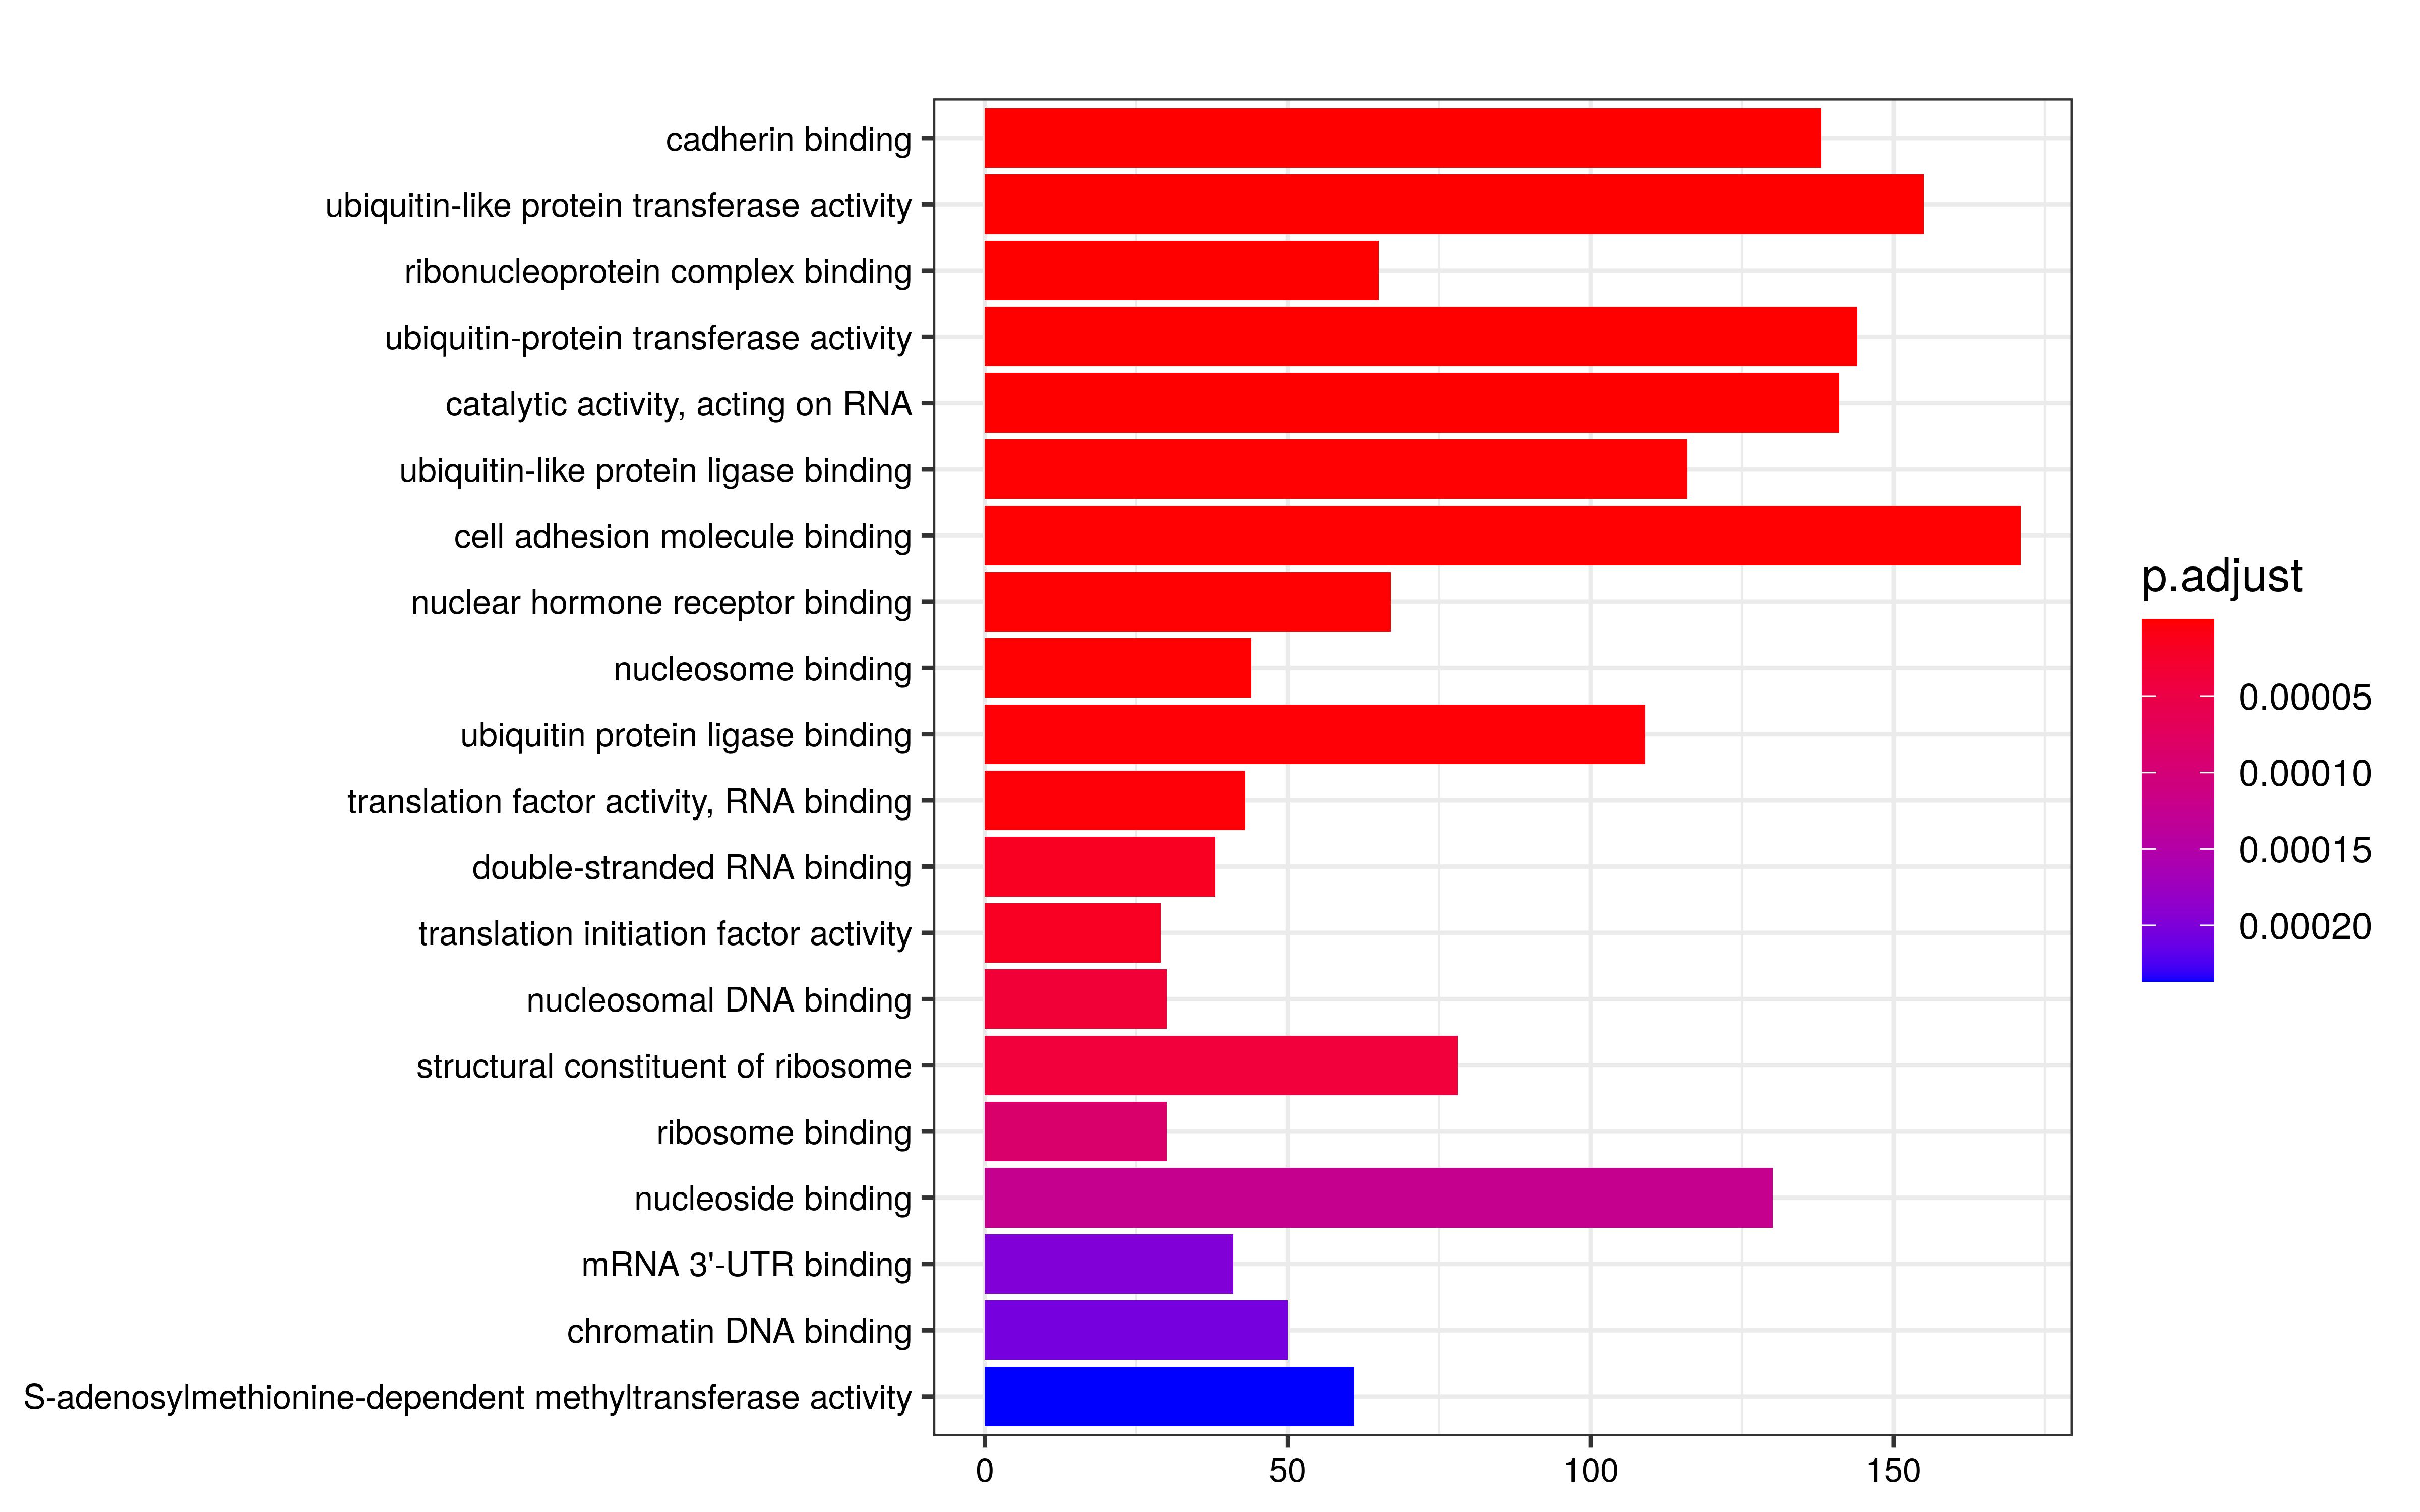 cadherin binding
ubiquitin-like protein transferase activity
ribonucleoprotein complex binding
ubiquitin-protein transferase activity
catalytic activity, acting on RNA
ubiquitin-like protein ligase binding
cell adhesion molecule binding
nuclear hormone receptor binding
nucleosome binding
ubiquitin protein ligase binding
translation factor activity, RNA binding
double-stranded RNA binding
translation initiation factor activity
nucleosomal DNA binding
structural constituent of ribosome
ribosome binding
nucleoside binding
mRNA 3'-UTR binding
chromatin DNA binding
S-adenosylmethionine-dependent methyltransferase activity
0 50 100 150
p.adjust
0.00005
0.00010
0.00015
0.00020